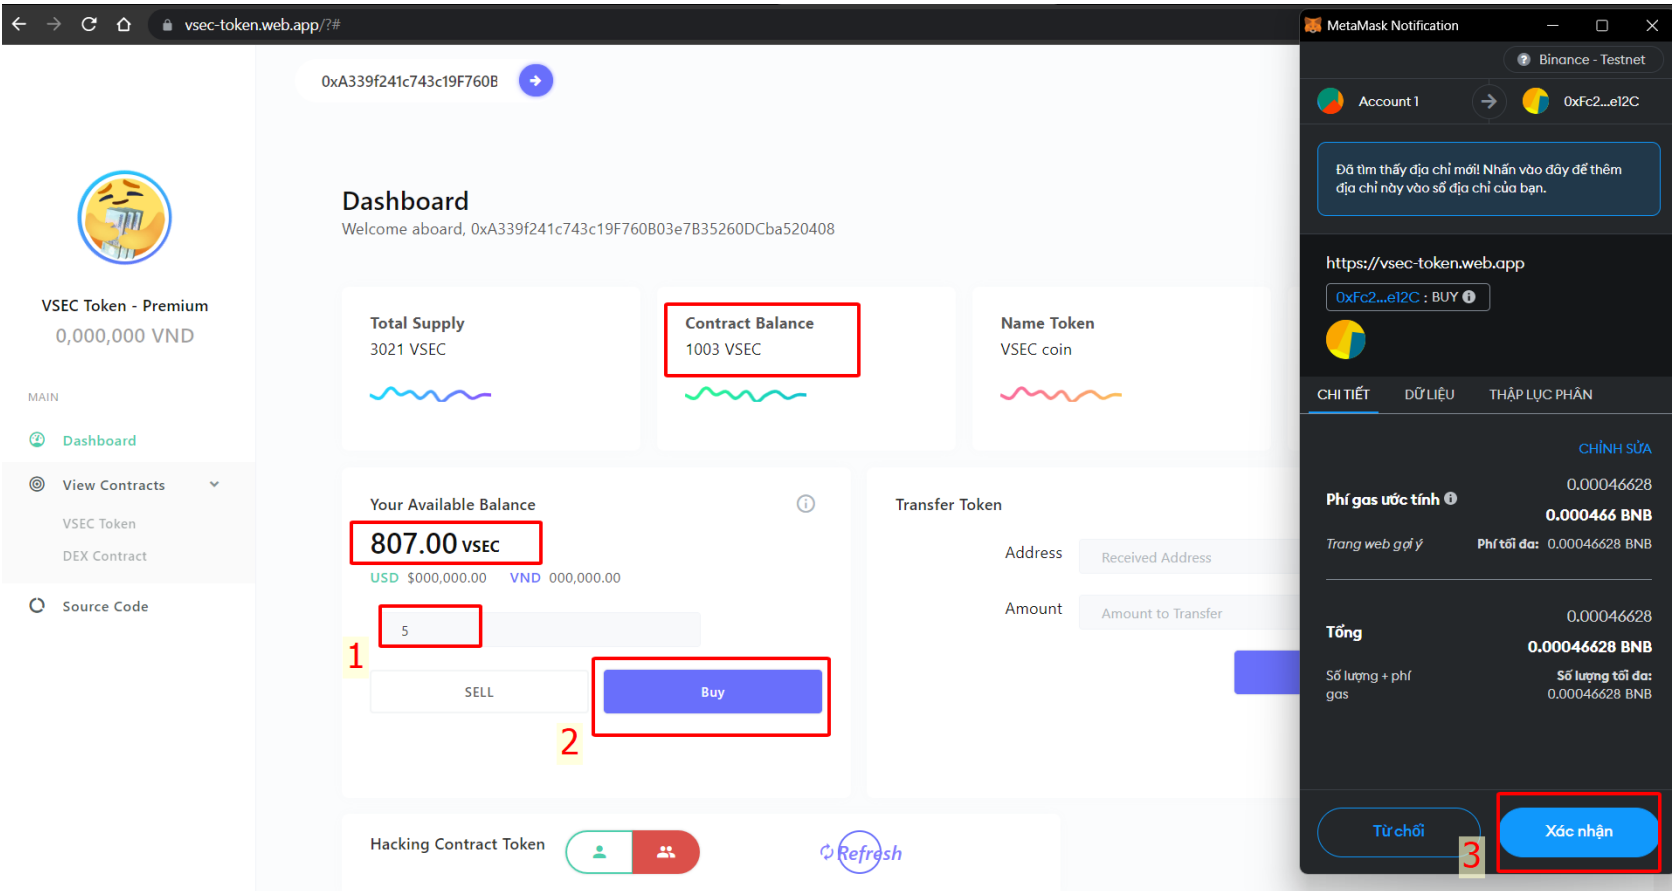 vsec-token.web.app/?#
0xA339f241c743c19F760B
VSEC Token - Premium
0,000,000 VND
MAIN
Dashboard
View Contracts
VSEC Token
DEX Contract
Source Code
Dashboard
Welcome aboard, 0xA339f241c743c19F760B03e7B35260DCba520408
Total Supply
3021 VSEC
Contract Balance
1003 VSEC
Name Token
VSEC coin
Your Available Balance
807.00 VSEC
USD $000,000.00 VND 000,000.00
5
1
SELL
Buy
2
Transfer Token
Address
Received Address
Amount
Amount to Transfer
Hacking Contract Token
Refresh
MetaMask Notification
Binance - Testnet
Account 1
0xFc2...e12C
Đã tìm thấy địa chỉ mới! Nhấn vào đây để thêm
địa chỉ này vào sổ địa chỉ của bạn.
https://vsec-token.web.app
0xFc2...e12C : BUY
CHI TIẾT
DỮ LIỆU
THẬP LỤC PHÂN
CHỈNH SỬA
0.00046628
Phí gas ước tính
0.000466 BNB
Trang web gợi ý
Phí tối đa: 0.00046628 BNB
0.00046628
Tổng
0.00046628 BNB
Số lượng + phí
gas
Số lượng tối đa:
0.00046628 BNB
Từ chối
Xác nhận
3